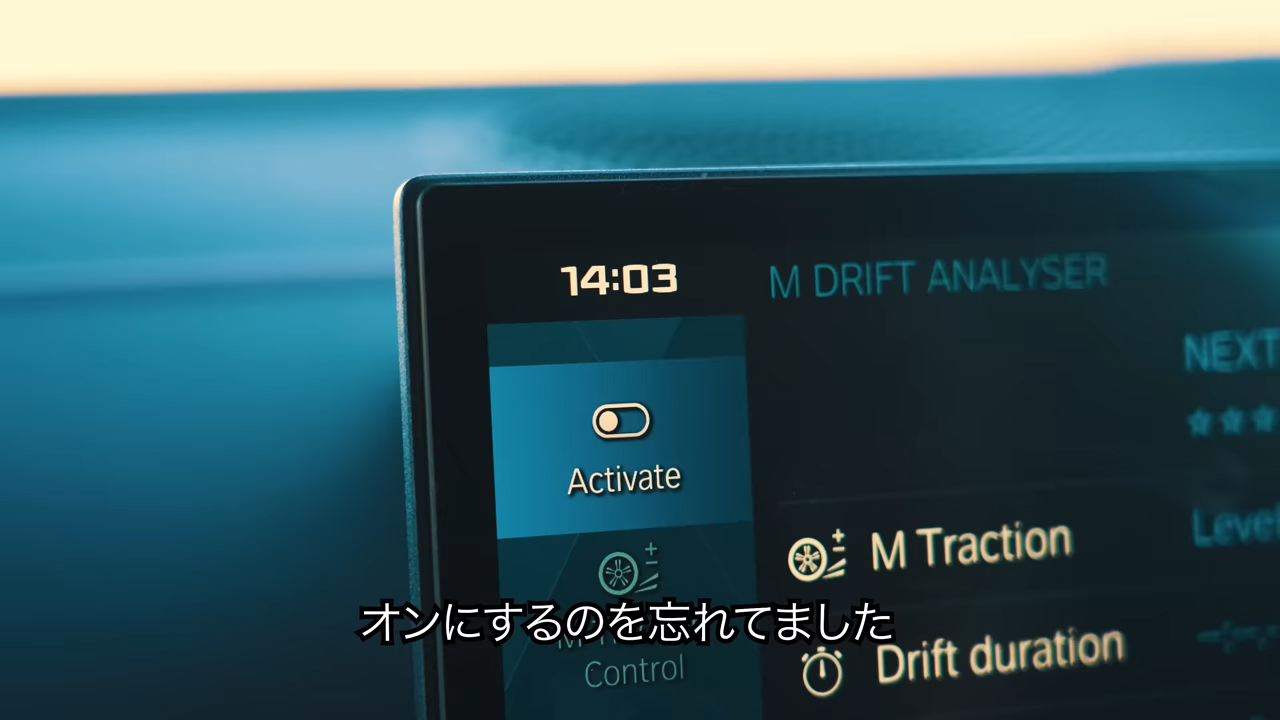 14:03
M DRIFT ANALYSER
NEXT
Activate
M Traction
Level
オンにするのを忘れてました
Control
Drift duration